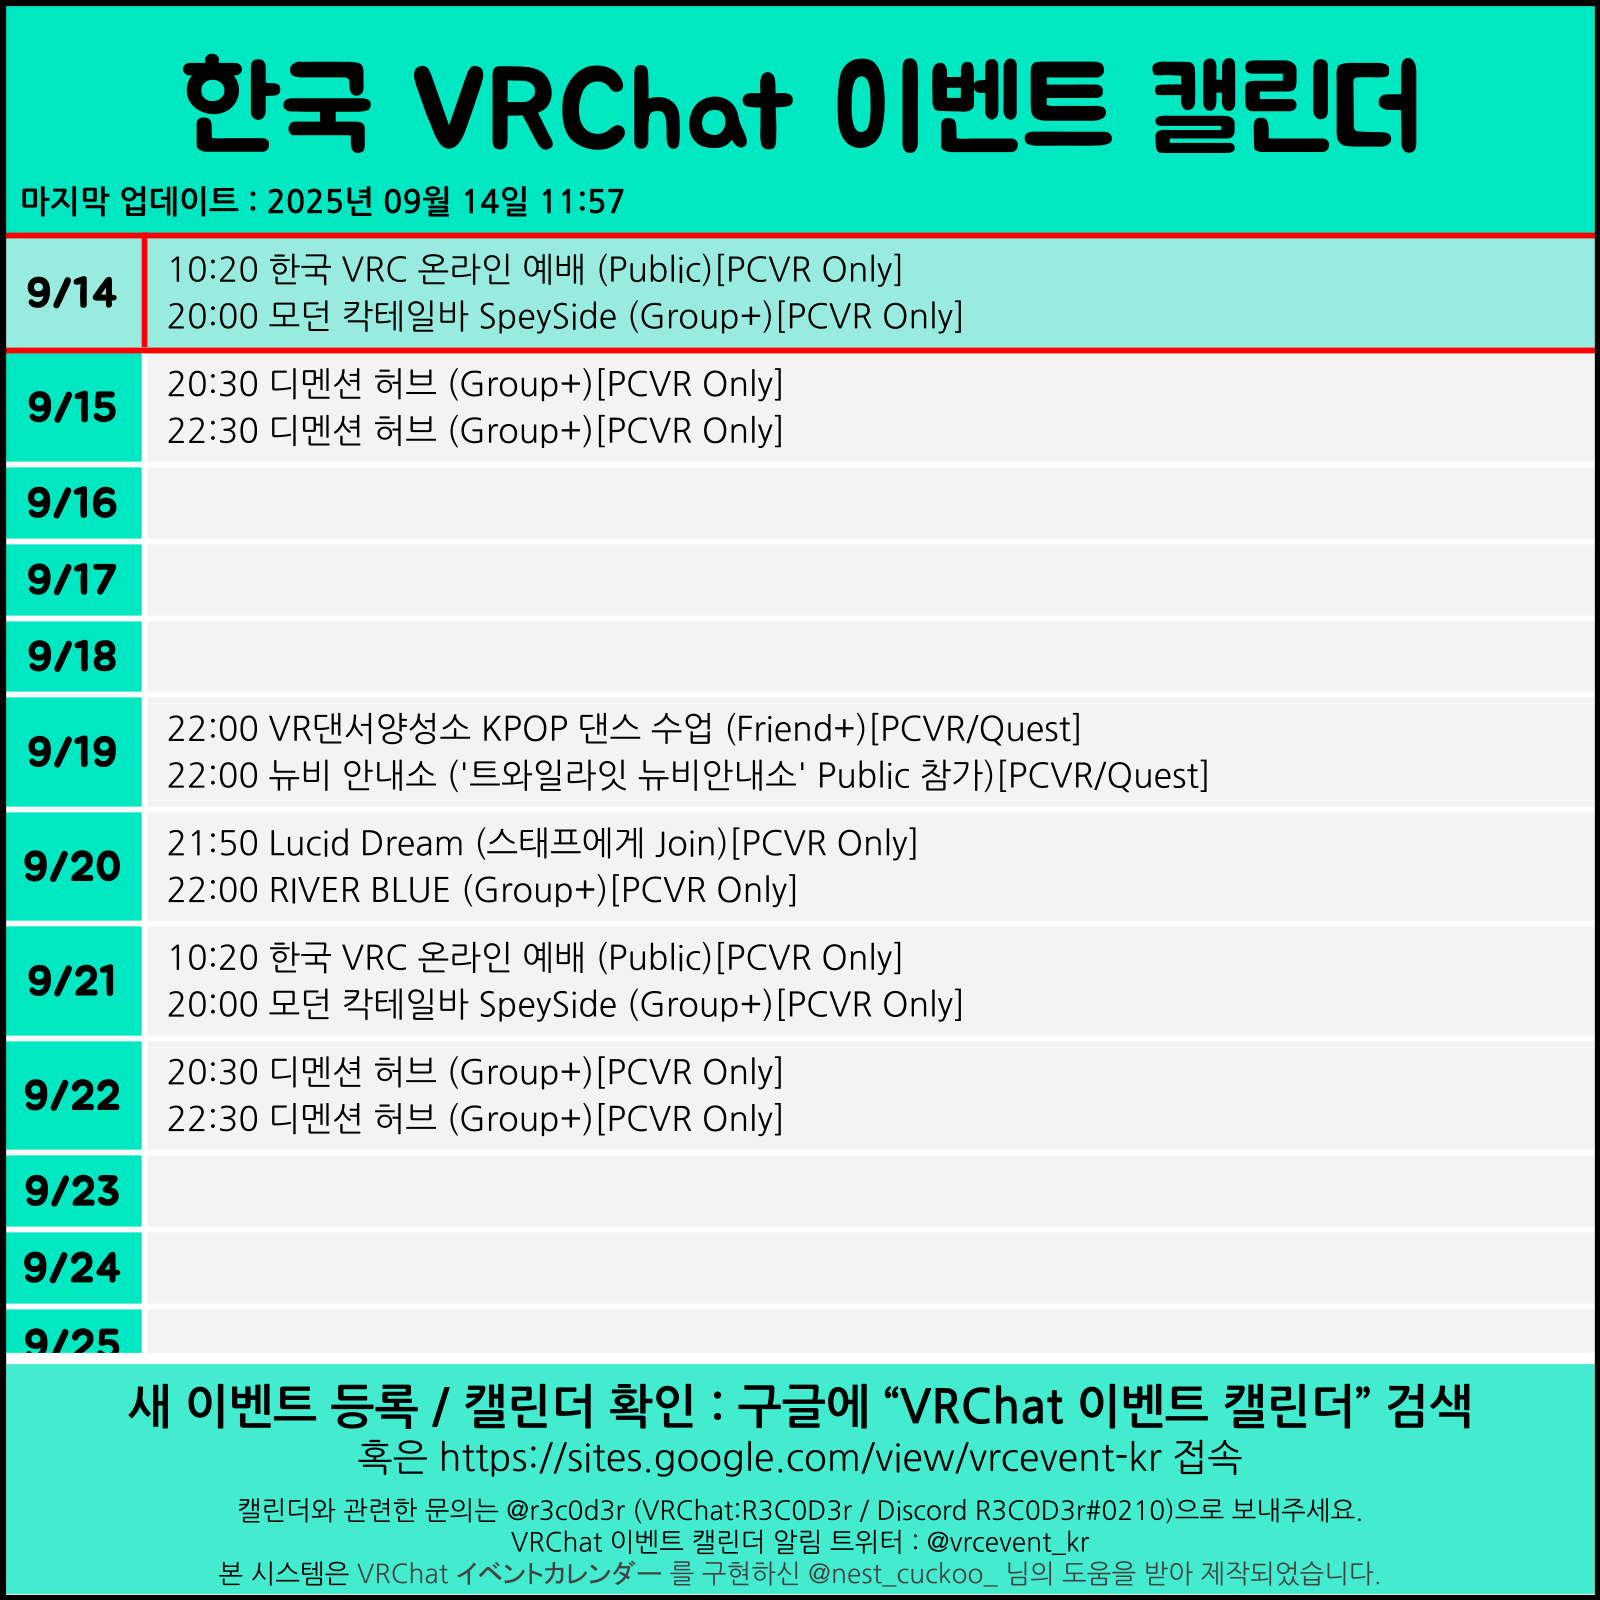 한국 VRChat 이벤트 캘린더
마지막 업데이트 : 2025년 09월 14일 11:57
9/14
10:20 한국 VRC 온라인 예배 (Public)[PCVR Only]
20:00 모던 칵테일바 SpeySide (Group+)[PCVR Only]
9/15
20:30 디멘션 허브 (Group+)[PCVR Only]
22:30 디멘션 허브 (Group+)[PCVR Only]
9/16
9/17
9/18
9/19
22:00 VR댄서양성소 KPOP 댄스 수업 (Friend+)[PCVR/Quest]
22:00 뉴비 안내소 ('트와일라잇 뉴비안내소' Public 참가)[PCVR/Quest]
9/20
21:50 Lucid Dream (스태프에게 Join)[PCVR Only]
22:00 RIVER BLUE (Group+)[PCVR Only]
9/21
10:20 한국 VRC 온라인 예배 (Public)[PCVR Only]
20:00 모던 칵테일바 SpeySide (Group+)[PCVR Only]
9/22
20:30 디멘션 허브 (Group+)[PCVR Only]
22:30 디멘션 허브 (Group+)[PCVR Only]
9/23
9/24
9/25
새 이벤트 등록 / 캘린더 확인 : 구글에 “VRChat 이벤트 캘린더” 검색
혹은 https://sites.google.com/view/vrcevent-kr 접속
캘린더와 관련한 문의는 @r3c0d3r (VRChat:R3C0D3r / Discord R3C0D3r#0210)으로 보내주세요.
VRChat 이벤트 캘린더 알림 트위터 : @vrcevent_kr
본 시스템은 VRChat イベントカレンダー 를 구현하신 @nest_cuckoo_ 님의 도움을 받아 제작되었습니다.